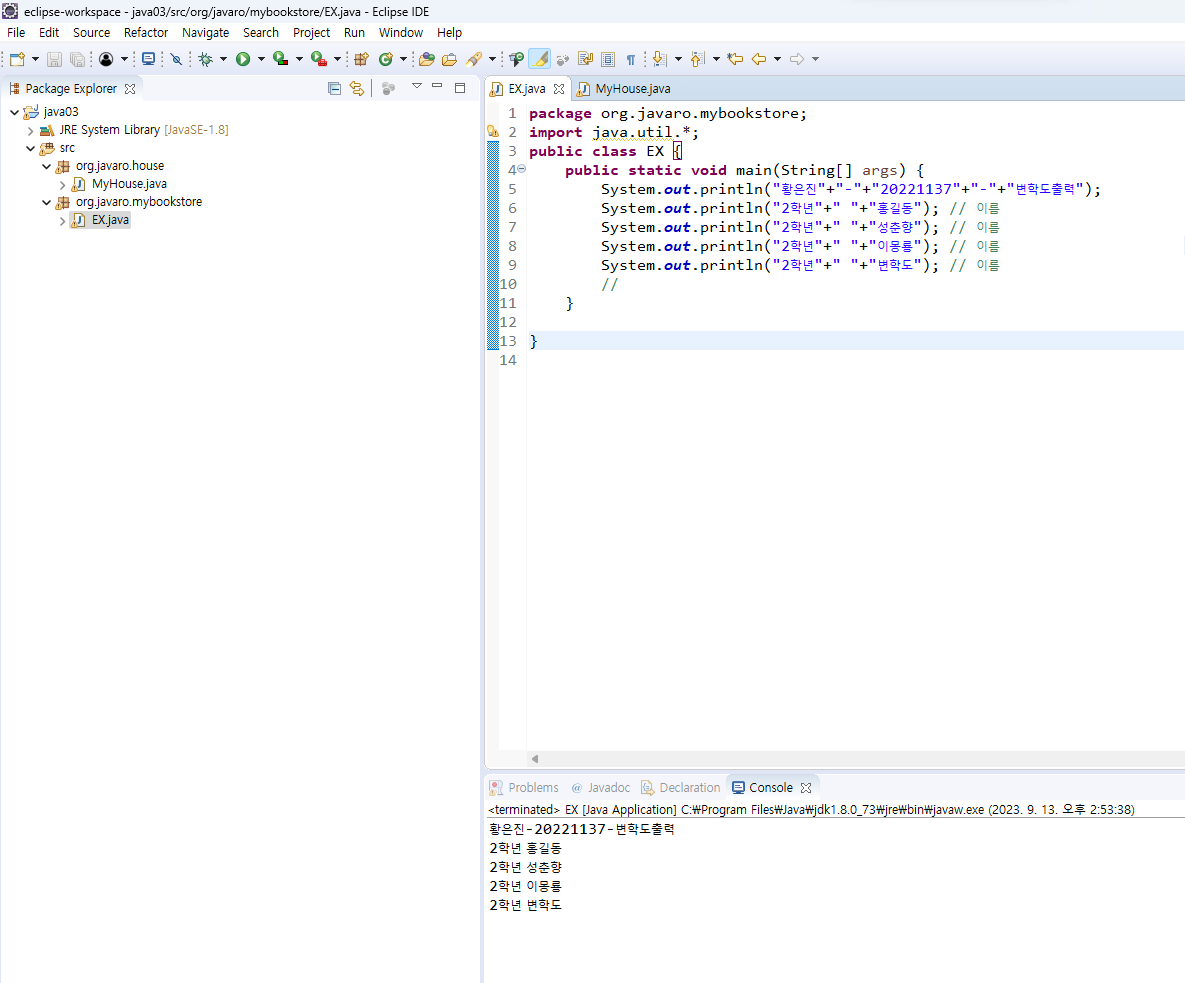 eclipse-workspace - java03/src/org/javaro/mybookstore/EX.java - Eclipse IDE
File Edit Source Refactor Navigate Search Project Run Window Help
Package Explorer
java03
JRE System Library [JavaSE-1.8]
src
org.javaro.house
MyHouse.java
org.javaro.mybookstore
EX.java
EX.java MyHouse.java
1 package org.javaro.mybookstore;
2 import java.util.*;
3 public class EX {
4 public static void main(String[] args) {
5 System.out.println("황은진"+"-"+"20221137"+"-"+"변학도출력");
6 System.out.println("2학년"+" "+"홍길동"); // 이름
7 System.out.println("2학년"+" "+"성춘향"); // 이름
8 System.out.println("2학년"+" "+"이몽룡"); // 이름
9 System.out.println("2학년"+" "+"변학도"); // 이름
10 //
11 }
12
13 }
14
Problems @ Javadoc Declaration Console
<terminated> EX [Java Application] C:₩Program Files₩Java₩jdk1.8.0_73₩jre₩bin₩javaw.exe (2023. 9. 13. 오후 2:53:38)
황은진-20221137-변학도출력
2학년 홍길동
2학년 성춘향
2학년 이몽룡
2학년 변학도